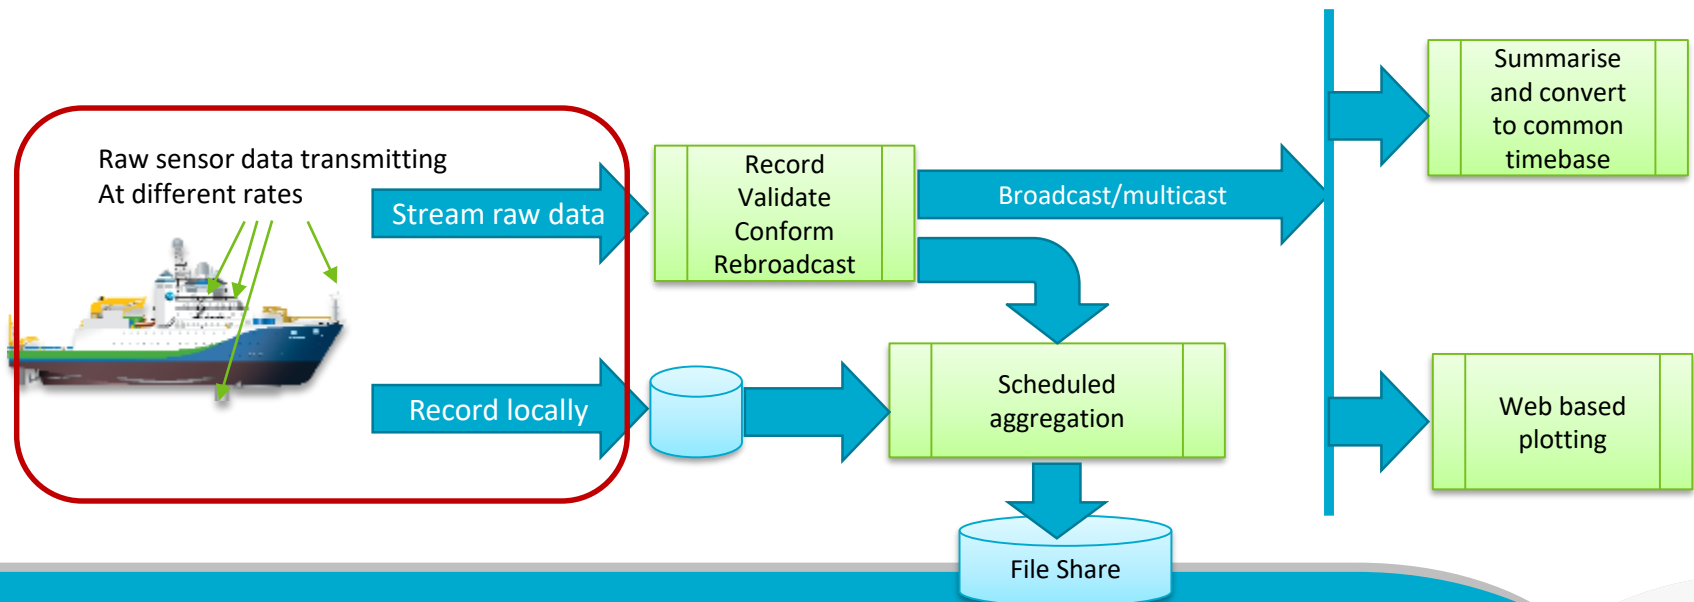 Raw sensor data transmitting
At different rates
Stream raw data
Record locally
Record
Validate
Conform
Rebroadcast
Broadcast/multicast
Scheduled
aggregation
File Share
Summarise
and convert
to common
timebase
Web based
plotting